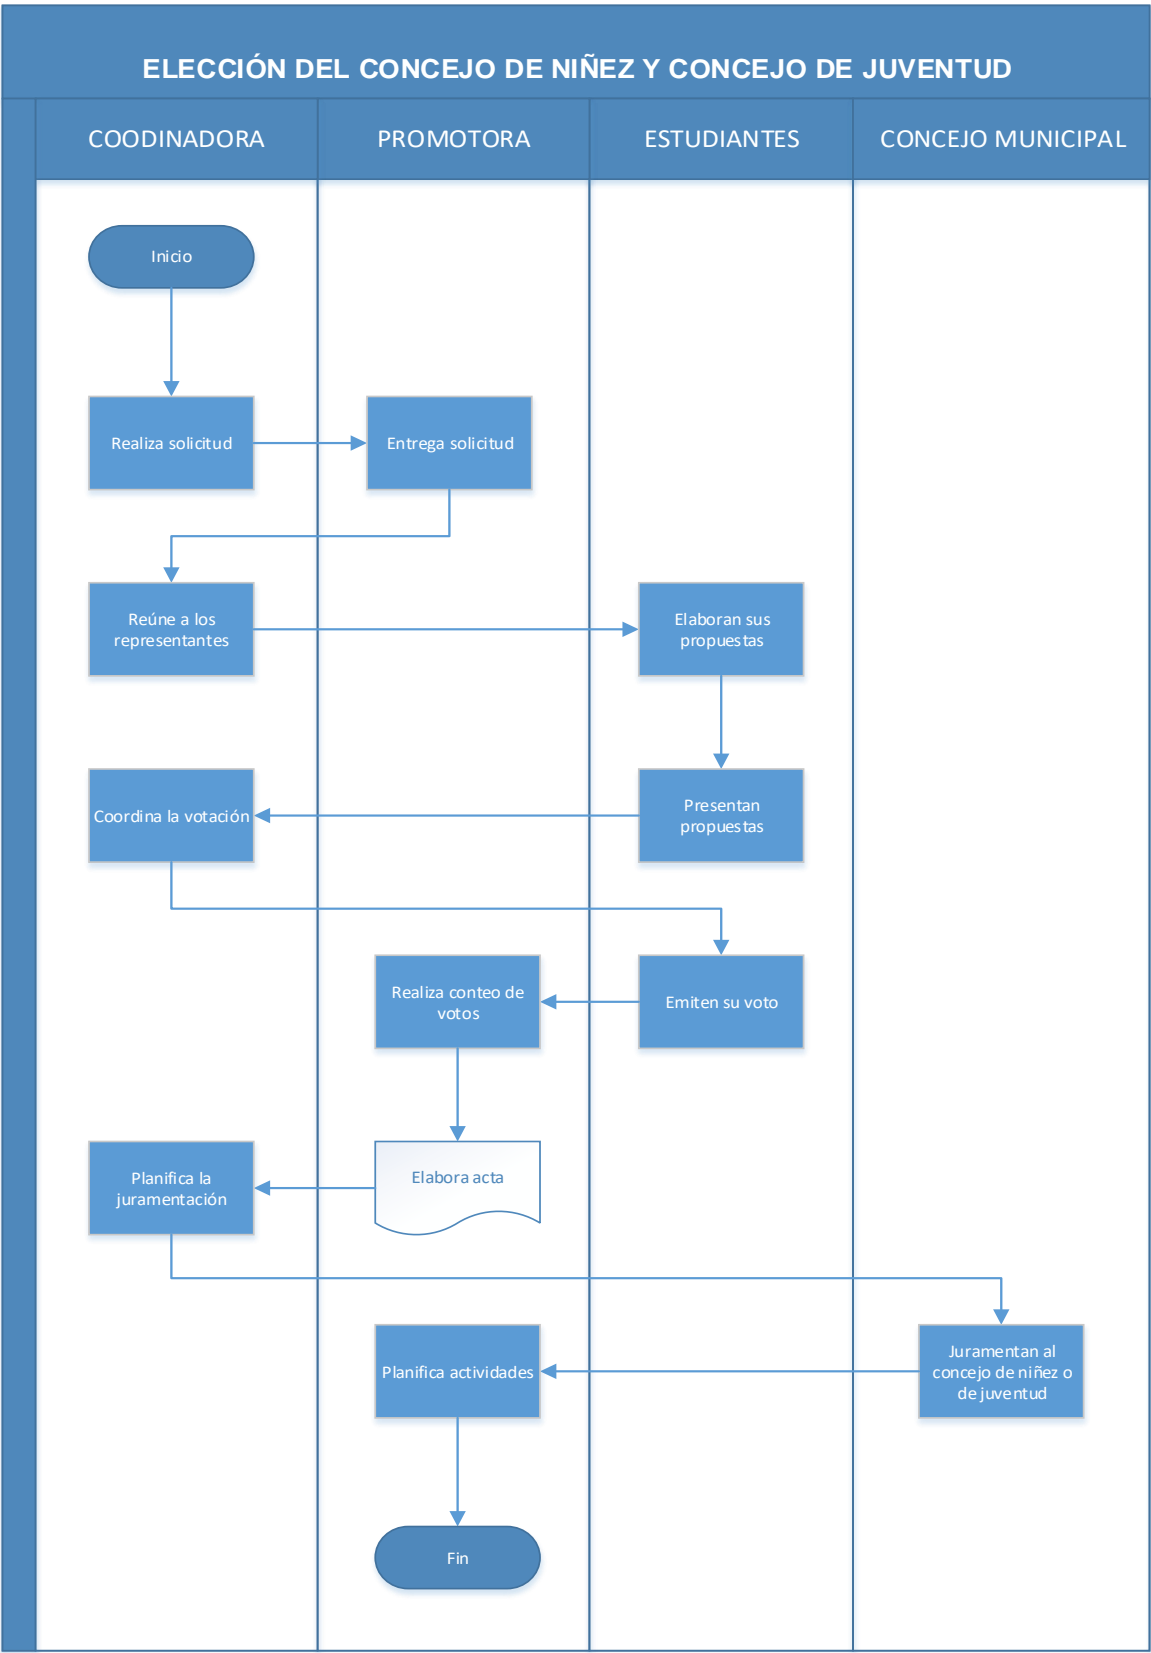 ELECCIÓN DEL CONCEJO DE NIÑEZ Y CONCEJO DE JUVENTUD
COODINADORA
PROMOTORA
ESTUDIANTES
CONCEJO MUNICIPAL
Inicio
Realiza solicitud
Entrega solicitud
Reúne a los
representantes
Elaboran sus
propuestas
Coordina la votación
Presentan
propuestas
Realiza conteo de
votos
Emiten su voto
Planifica la
juramentación
Elabora acta
Planifica actividades
Juramentan al
concejo de niñez o
de juventud
Fin